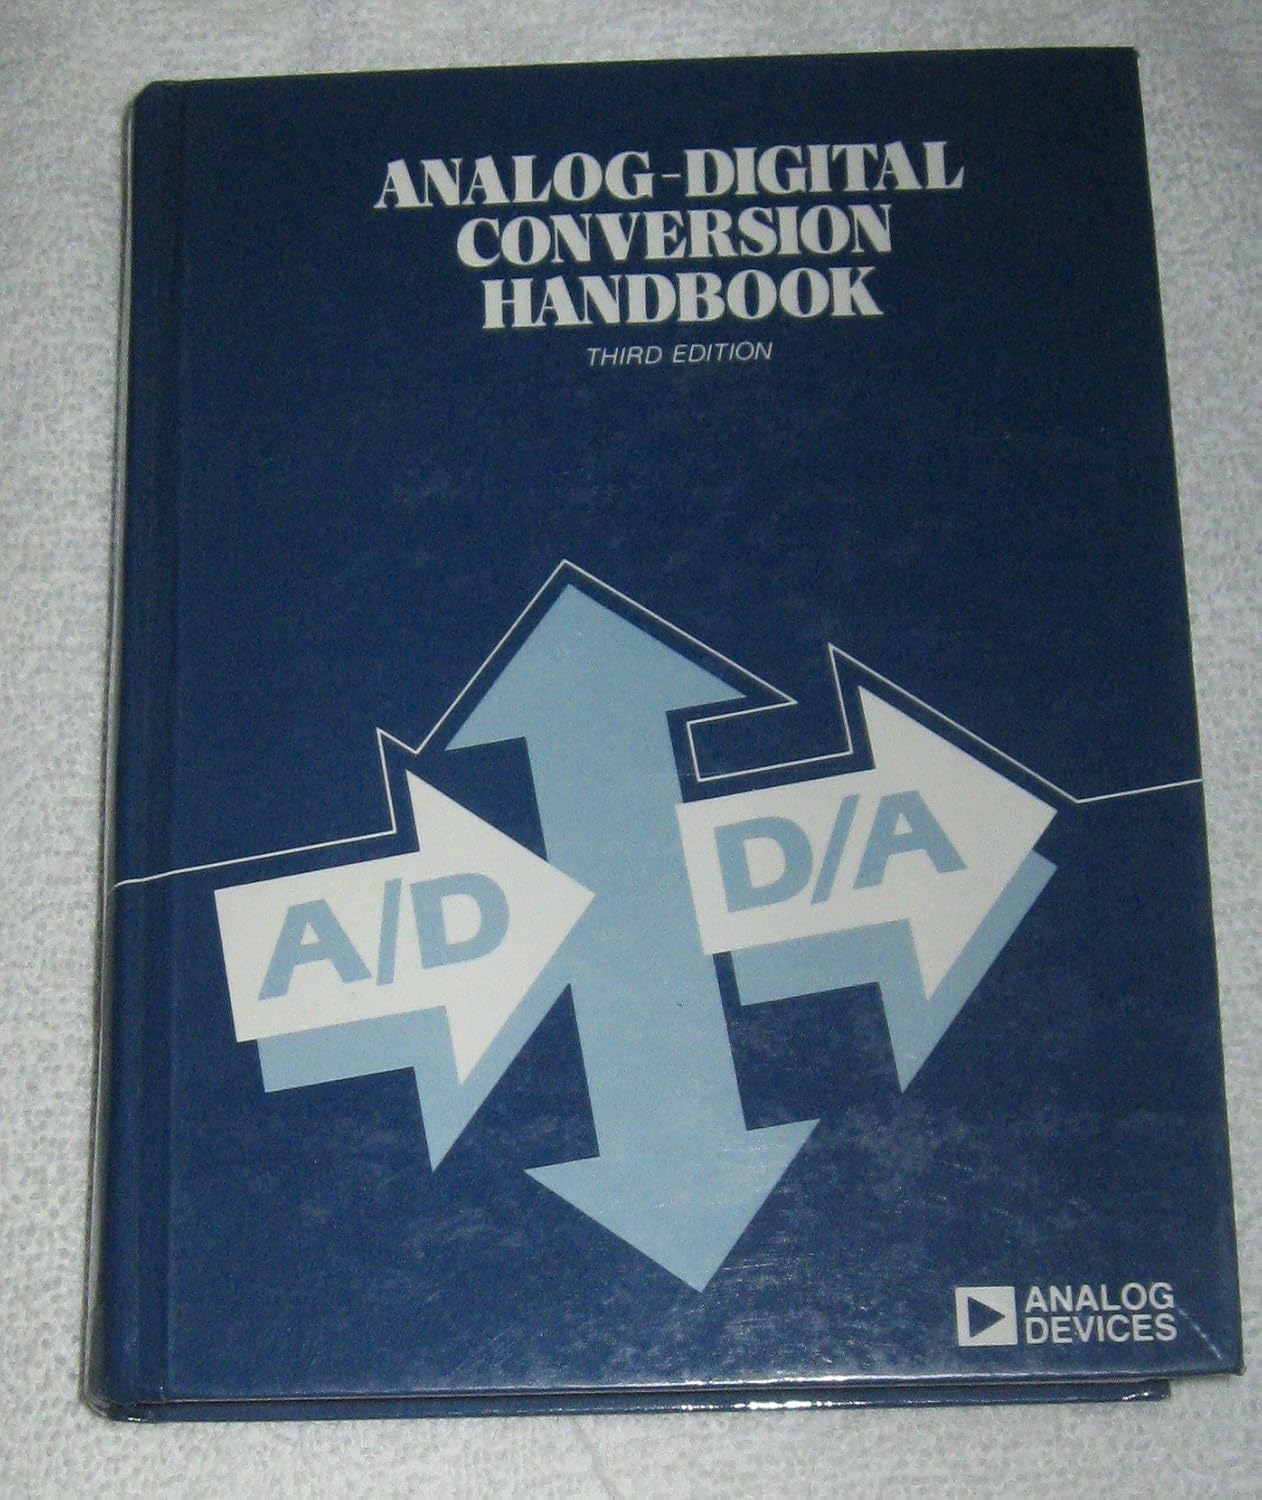 ANALOG-DIGITAL
CONVERSION
HANDBOOK
THIRD EDITION
A/D
D/A
ANALOG
DEVICES